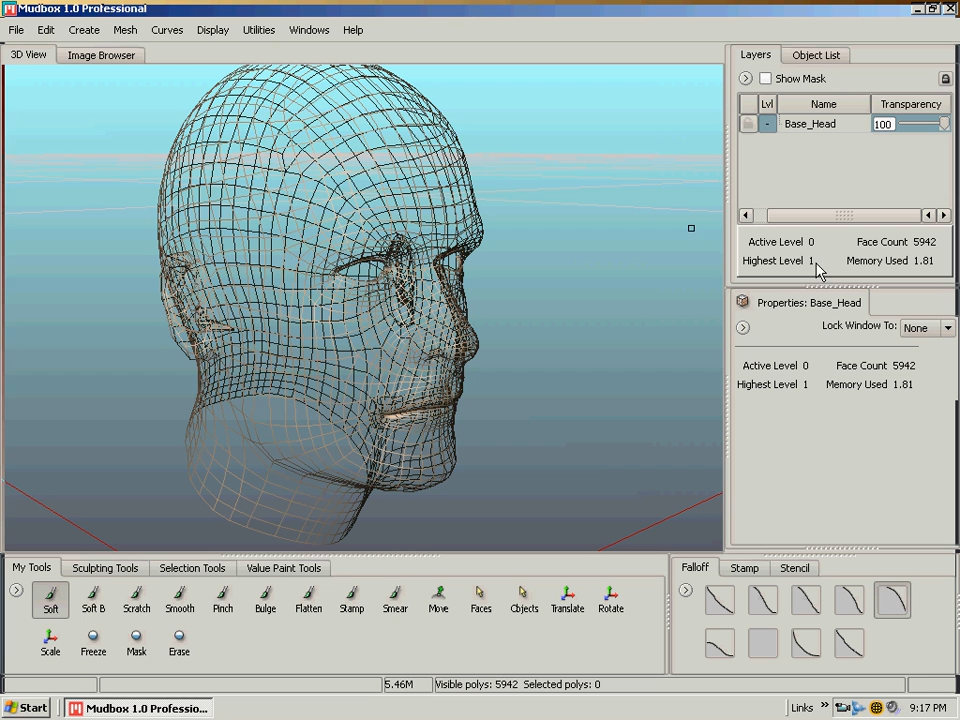 Mudbox 1.0 Professional
File Edit Create Mesh Curves Display Utilities Windows Help
3D View Image Browser
Layers Object List
Show Mask
Lvl Name Transparency
- Base_Head 100
Active Level 0 Face Count 5942
Highest Level 1 Memory Used 1.81
Properties: Base_Head
Lock Window To: None
Active Level 0 Face Count 5942
Highest Level 1 Memory Used 1.81
My Tools Sculpting Tools Selection Tools Value Paint Tools
Soft Soft B Scratch Smooth Pinch Bulge Flatten Stamp Smear Move Faces Objects Translate Rotate
Scale Freeze Mask Erase
Falloff Stamp Stencil
5.46M Visible polys: 5942 Selected polys: 0
Start Mudbox 1.0 Professio... Links » 9:17 PM